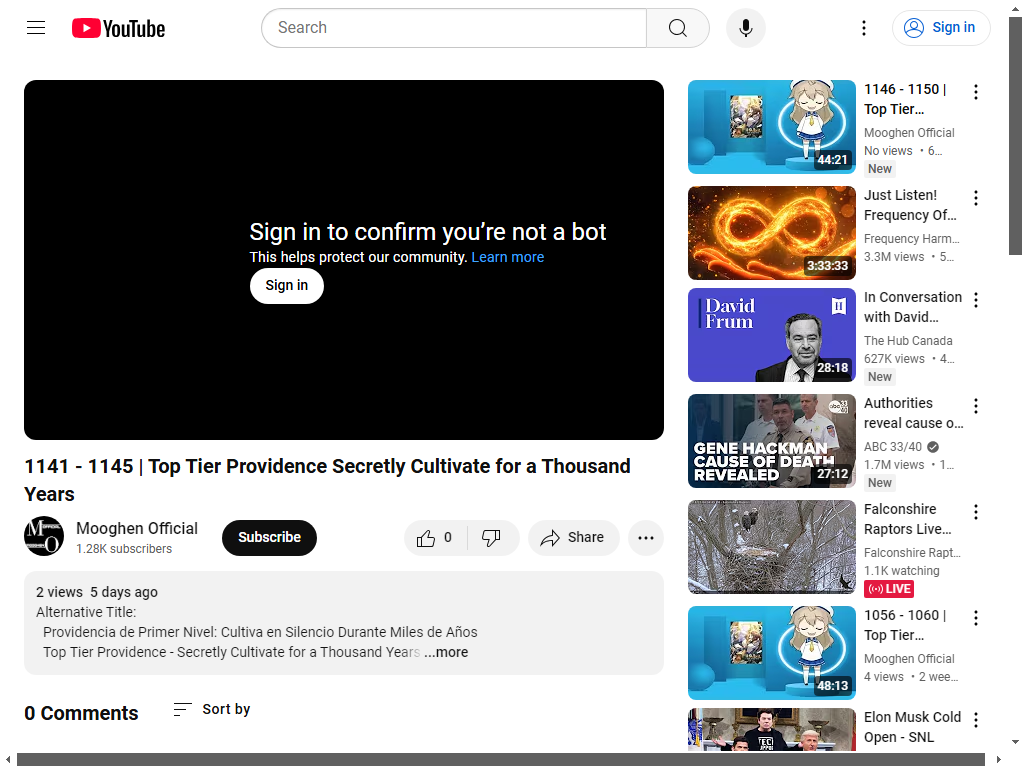 YouTube
Search
Sign in
Sign in to confirm you’re not a bot
This helps protect our community. Learn more
Sign in
1141 - 1145 | Top Tier Providence Secretly Cultivate for a Thousand
Years
Mooghen Official
1.28K subscribers
Subscribe
0
Share
2 views 5 days ago
Alternative Title:
Providencia de Primer Nivel: Cultiva en Silencio Durante Miles de Años
Top Tier Providence - Secretly Cultivate for a Thousand Years ...more
0 Comments
Sort by
44:21
1146 - 1150 |
Top Tier…
Mooghen Official
No views • 6…
New
3:33:33
Just Listen!
Frequency Of…
Frequency Harm…
3.3M views • 5…
David
Frum
H
28:18
In Conversation
with David…
The Hub Canada
627K views • 4…
New
abc 33 40
GENE HACKMAN
CAUSE OF DEATH
REVEALED
27:12
Authorities
reveal cause o…
ABC 33/40
1.7M views • 1…
New
Falconshire
Raptors Live…
Falconshire Rapt…
1.1K watching
LIVE
48:13
1056 - 1060 |
Top Tier…
Mooghen Official
4 views • 2 wee…
Elon Musk Cold
Open - SNL